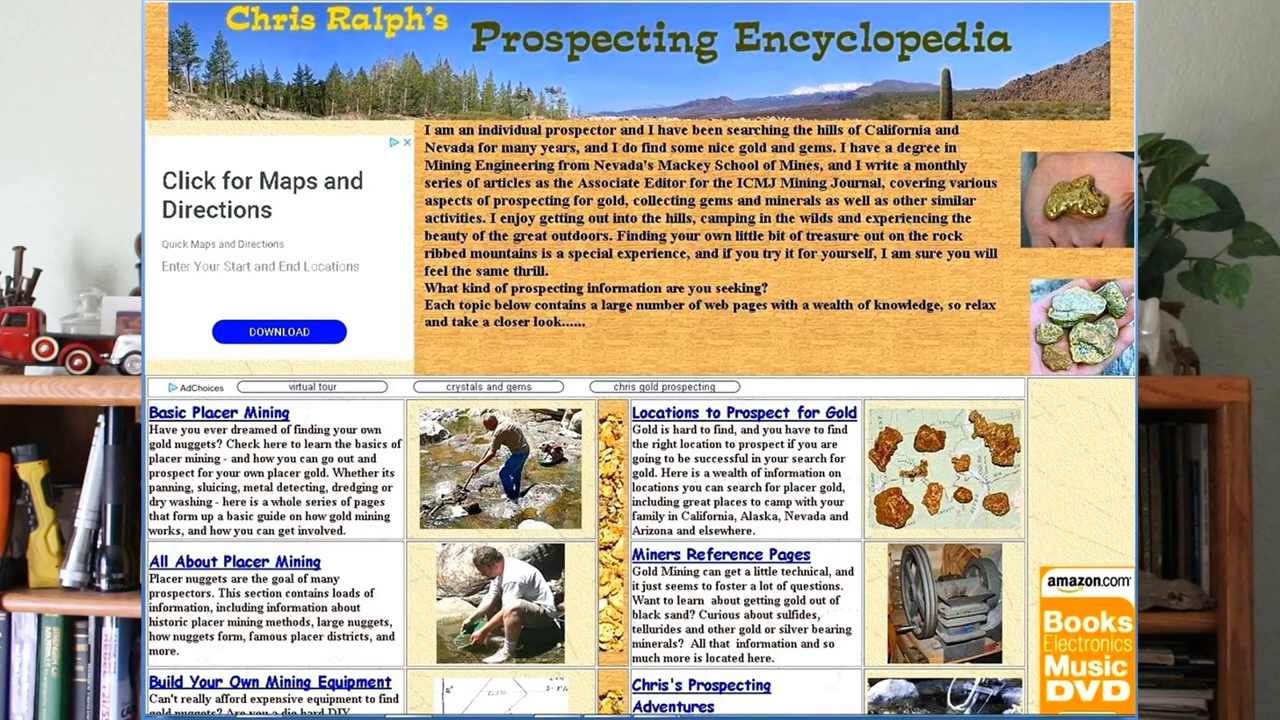 Chris Ralph's
Prospecting Encyclopedia
I am an individual prospector and I have been searching the hills of California and
Nevada for many years, and I do find some nice gold and gems. I have a degree in
Mining Engineering from Nevada's Mackey School of Mines, and I write a monthly
series of articles as the Associate Editor for the ICMJ Mining Journal, covering various
aspects of prospecting for gold, collecting gems and minerals as well as other similar
activities. I enjoy getting out into the hills, camping in the wilds and experiencing the
beauty of the great outdoors. Finding your own little bit of treasure out on the rock
ribbed mountains is a special experience, and if you try it for yourself, I am sure you will
feel the same thrill.
What kind of prospecting information are you seeking?
Each topic below contains a large number of web pages with a wealth of knowledge, so relax
and take a closer look......
Click for Maps and
Directions
Quick Maps and Directions
Enter Your Start and End Locations
DOWNLOAD
AdChoices
virtual tour
crystals and gems
chris gold prospecting
Basic Placer Mining
Have you ever dreamed of finding your own
gold nuggets? Check here to learn the basics of
placer mining - and how you can go out and
prospect for your own placer gold. Whether its
panning, sluicing, metal detecting, dredging or
dry washing - here is a whole series of pages
that form up a basic guide on how gold mining
works, and how you can get involved.
Locations to Prospect for Gold
Gold is hard to find, and you have to find
the right location to prospect if you are
going to be successful in your search for
gold. Here is a wealth of information on
locations you can search for placer gold,
including great places to camp with your
family in California, Alaska, Nevada and
Arizona and elsewhere.
All About Placer Mining
Placer nuggets are the goal of many
prospectors. This section contains loads of
information, including information about
historic placer mining methods, large nuggets,
how nuggets form, famous placer districts, and
more.
Miners Reference Pages
Gold Mining can get a little technical, and
it just seems to foster a lot of questions.
Want to learn about getting gold out of
black sand? Curious about sulfides,
tellurides and other gold or silver bearing
minerals? All that information and so
much more is located here.
Build Your Own Mining Equipment
Can't really afford expensive equipment to find
gold nuggets? Are you a die hard DIY
Chris's Prospecting
Adventures
amazon.com
Books
Electronics
Music
DVD